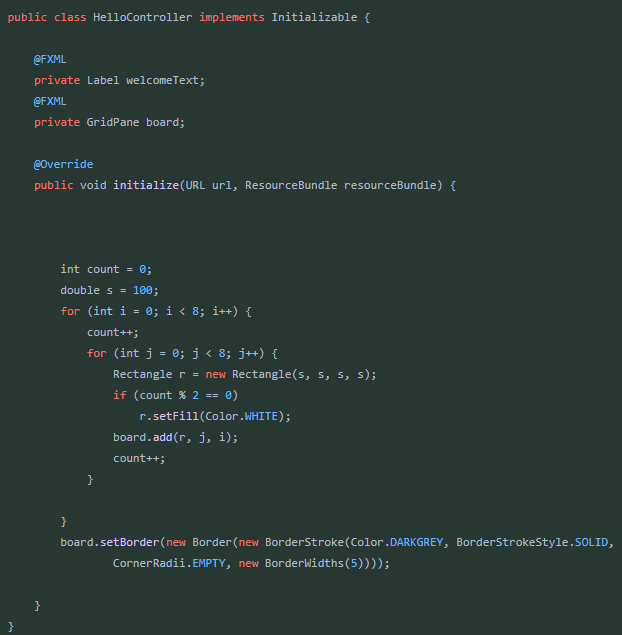 public class HelloController implements Initializable {
@FXML
private Label welcomeText;
@FXML
private GridPane board;
@Override
public void initialize(URL url, ResourceBundle resourceBundle) {
int count = 0;
double s = 100;
for (int i = 0; i < 8; i++) {
count++;
for (int j = 0; j < 8; j++) {
Rectangle r = new Rectangle(s, s, s, s);
if (count % 2 == 0)
r.setFill(Color.WHITE);
board.add(r, j, i);
count++;
}
}
board.setBorder(new Border(new BorderStroke(Color.DARKGREY, BorderStrokeStyle.SOLID,
CornerRadii.EMPTY, new BorderWidths(5))));
}
}